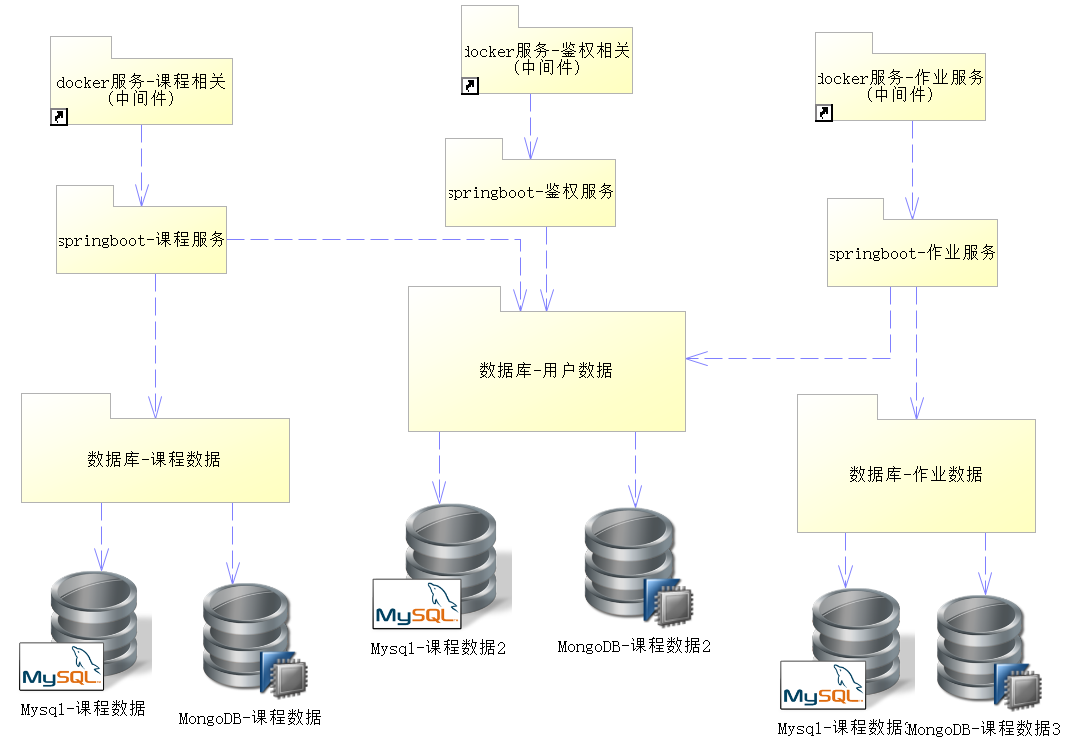 docker服务-课程相关
(中间件)
docker服务-鉴权相关
(中间件)
docker服务-作业服务
(中间件)
springboot-课程服务
springboot-鉴权服务
springboot-作业服务
数据库-用户数据
数据库-课程数据
数据库-作业数据
MySQL
Mysql-课程数据
MongoDB-课程数据
MySQL
Mysql-课程数据2
MongoDB-课程数据2
MySQL
Mysql-课程数据3
MongoDB-课程数据3